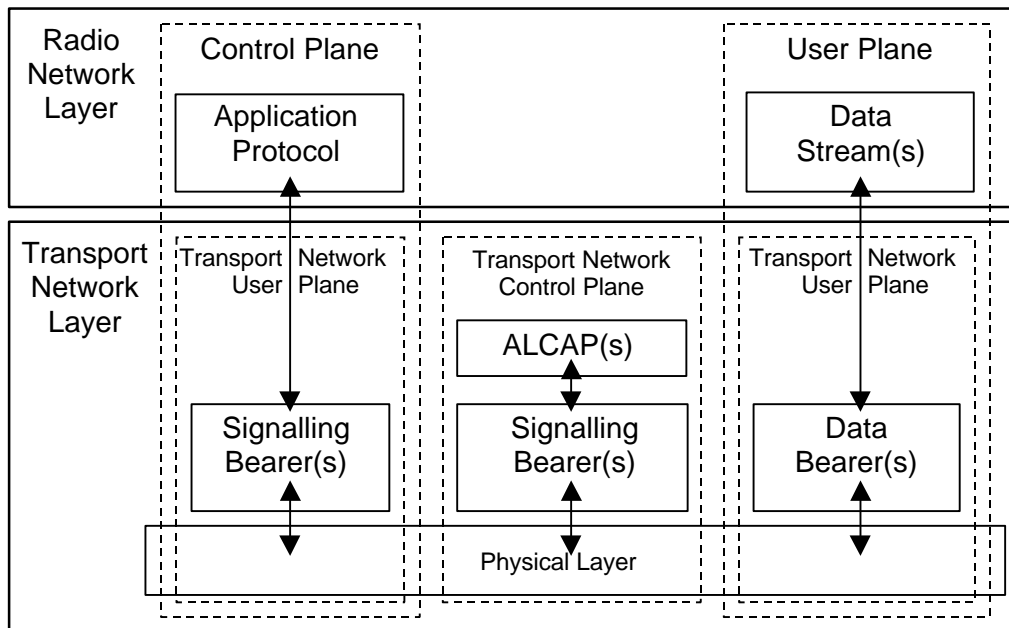 Radio
Network
Layer
Control Plane
Application
Protocol
User Plane
Data
Stream(s)
Transport
Network
Layer
Transport Network
User Plane
Transport Network
Control Plane
ALCAP(s)
Transport Network
User Plane
Signalling
Bearer(s)
Signalling
Bearer(s)
Data
Bearer(s)
Physical Layer